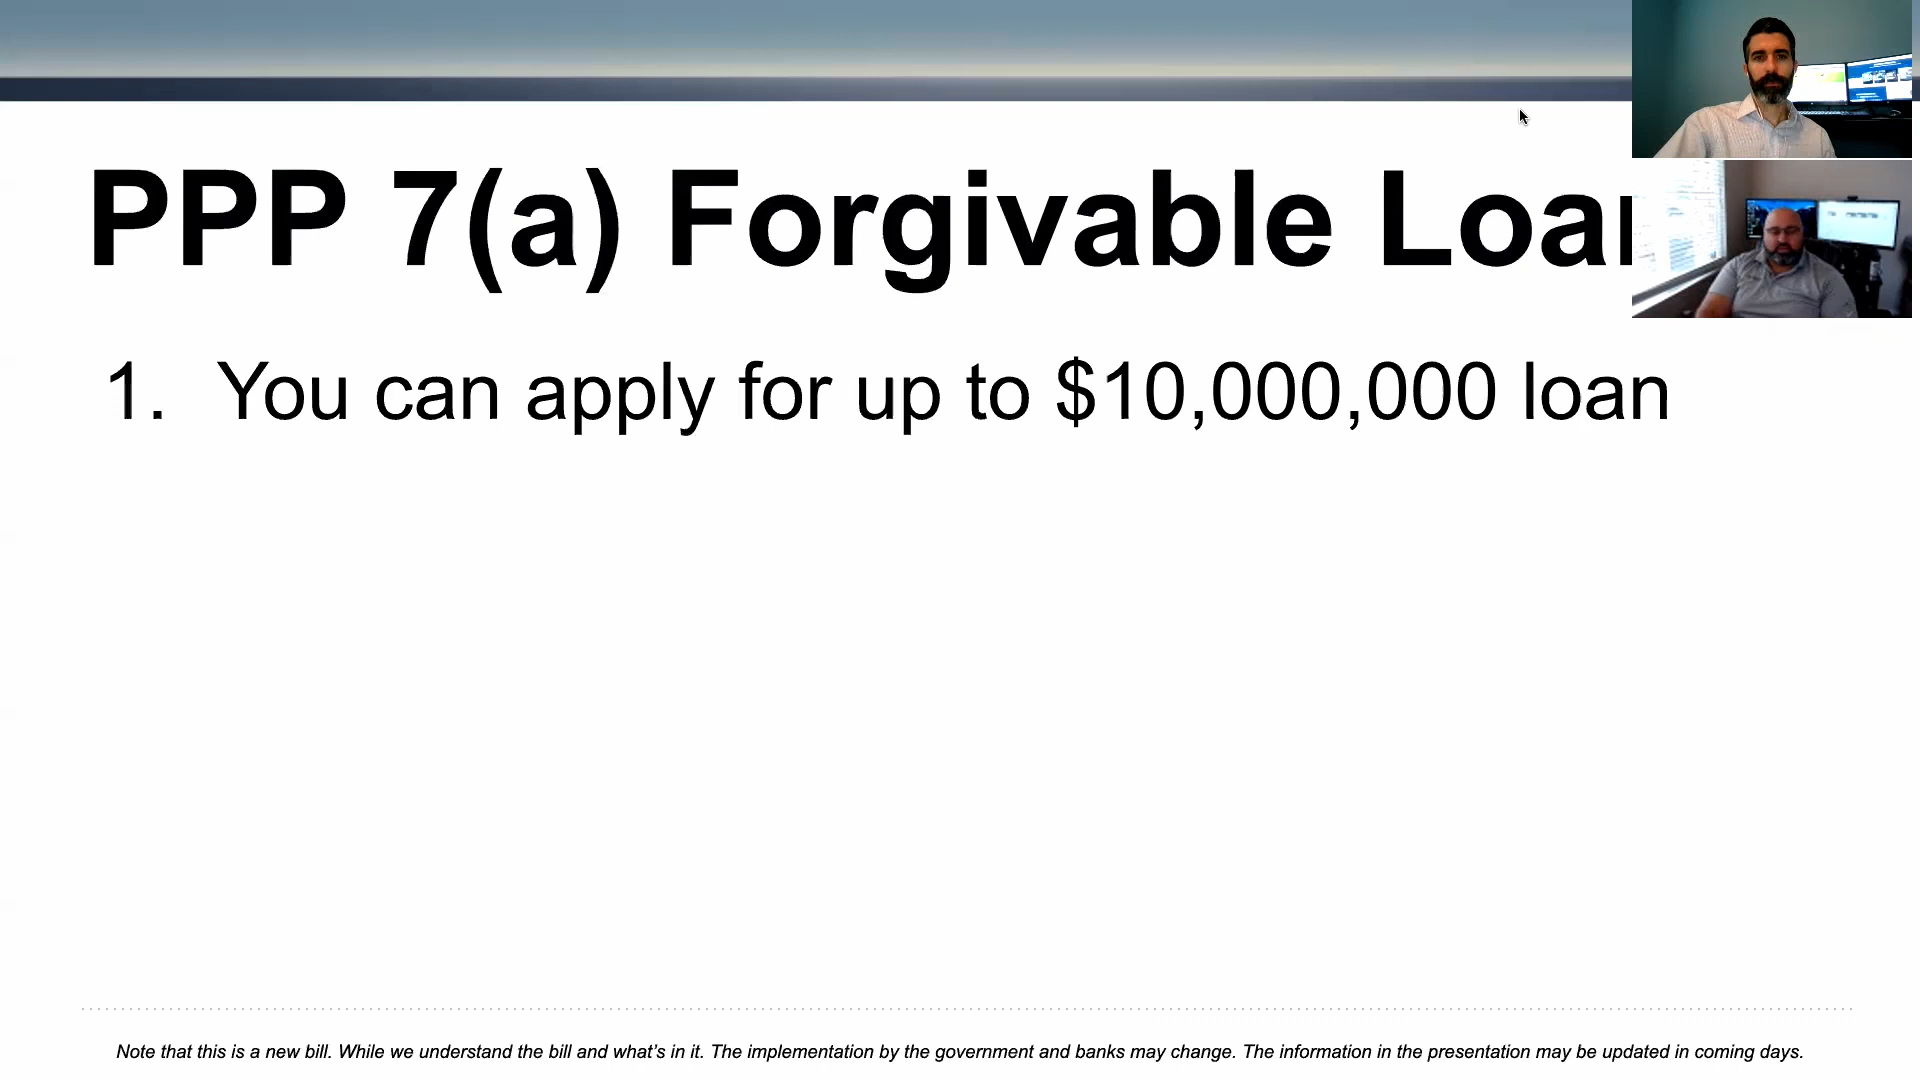 PPP 7(a) Forgivable Loan
1. You can apply for up to $10,000,000 loan
Note that this is a new bill. While we understand the bill and what's in it. The implementation by the government and banks may change. The information in the presentation may be updated in coming days.